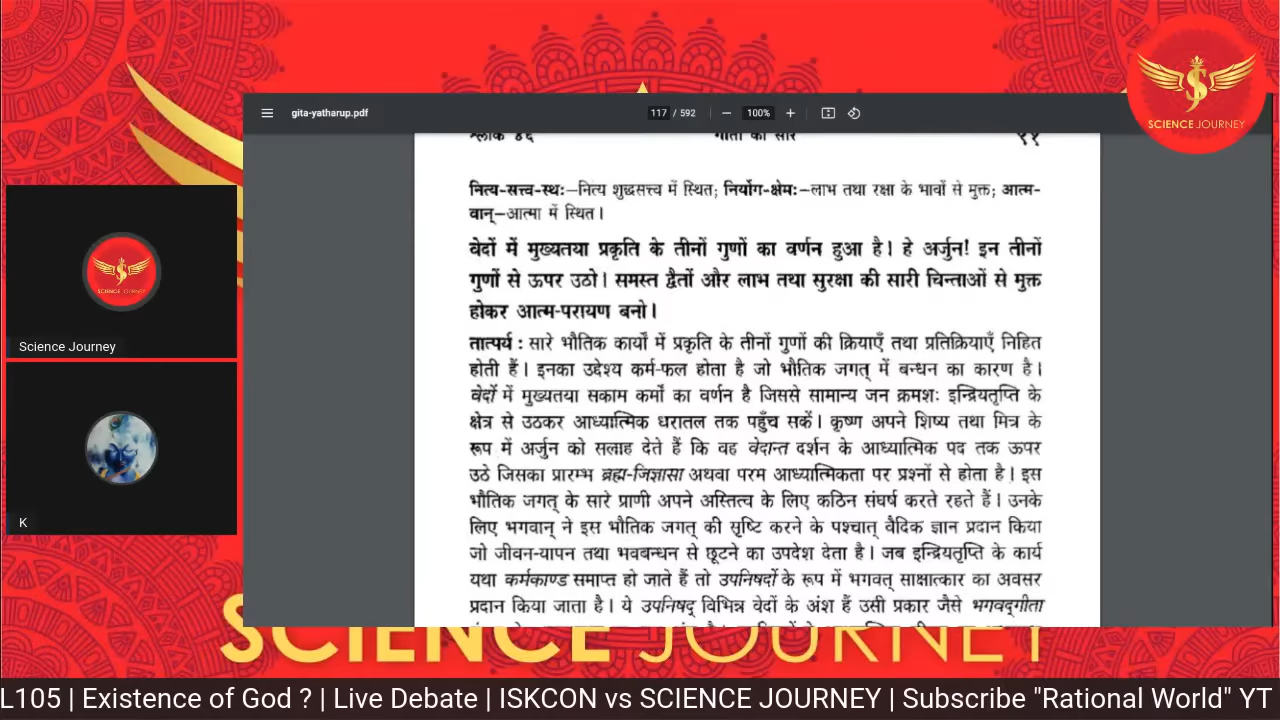 gita-yatharup.pdf
117 / 592
100%
SCIENCE JOURNEY
श्लोक ४६ गीता का सार ९१
नित्य-सत्त्व-स्थः–नित्य शुद्धसत्त्व में स्थित; निर्योग-क्षेमः–लाभ तथा रक्षा के भावों से मुक्त; आत्म-
वान्–आत्मा में स्थित।
वेदों में मुख्यतया प्रकृति के तीनों गुणों का वर्णन हुआ है। हे अर्जुन! इन तीनों
गुणों से ऊपर उठो। समस्त द्वैतों और लाभ तथा सुरक्षा की सारी चिन्ताओं से मुक्त
होकर आत्म-परायण बनो।
तात्पर्य : सारे भौतिक कार्यों में प्रकृति के तीनों गुणों की क्रियाएँ तथा प्रतिक्रियाएँ निहित
होती हैं। इनका उद्देश्य कर्म-फल होता है जो भौतिक जगत् में बन्धन का कारण है।
वेदों में मुख्यतया सकाम कर्मों का वर्णन है जिससे सामान्य जन क्रमशः इन्द्रियतृप्ति के
क्षेत्र से उठकर आध्यात्मिक धरातल तक पहुँच सकें। कृष्ण अपने शिष्य तथा मित्र के
रूप में अर्जुन को सलाह देते हैं कि वह वेदान्त दर्शन के आध्यात्मिक पद तक ऊपर
उठे जिसका प्रारम्भ ब्रह्म-जिज्ञासा अथवा परम आध्यात्मिकता पर प्रश्नों से होता है। इस
भौतिक जगत् के सारे प्राणी अपने अस्तित्व के लिए कठिन संघर्ष करते रहते हैं। उनके
लिए भगवान् ने इस भौतिक जगत् की सृष्टि करने के पश्चात् वैदिक ज्ञान प्रदान किया
जो जीवन-यापन तथा भवबन्धन से छूटने का उपदेश देता है। जब इन्द्रियतृप्ति के कार्य
यथा कर्मकाण्ड समाप्त हो जाते हैं तो उपनिषदों के रूप में भगवत् साक्षात्कार का अवसर
प्रदान किया जाता है। ये उपनिषद् विभिन्न वेदों के अंश हैं उसी प्रकार जैसे भगवद्गीता
SCIENCE JOURNEY
Science Journey
K
SCIENCE JOURNEY
L105 | Existence of God ? | Live Debate | ISKCON vs SCIENCE JOURNEY | Subscribe "Rational World" YT